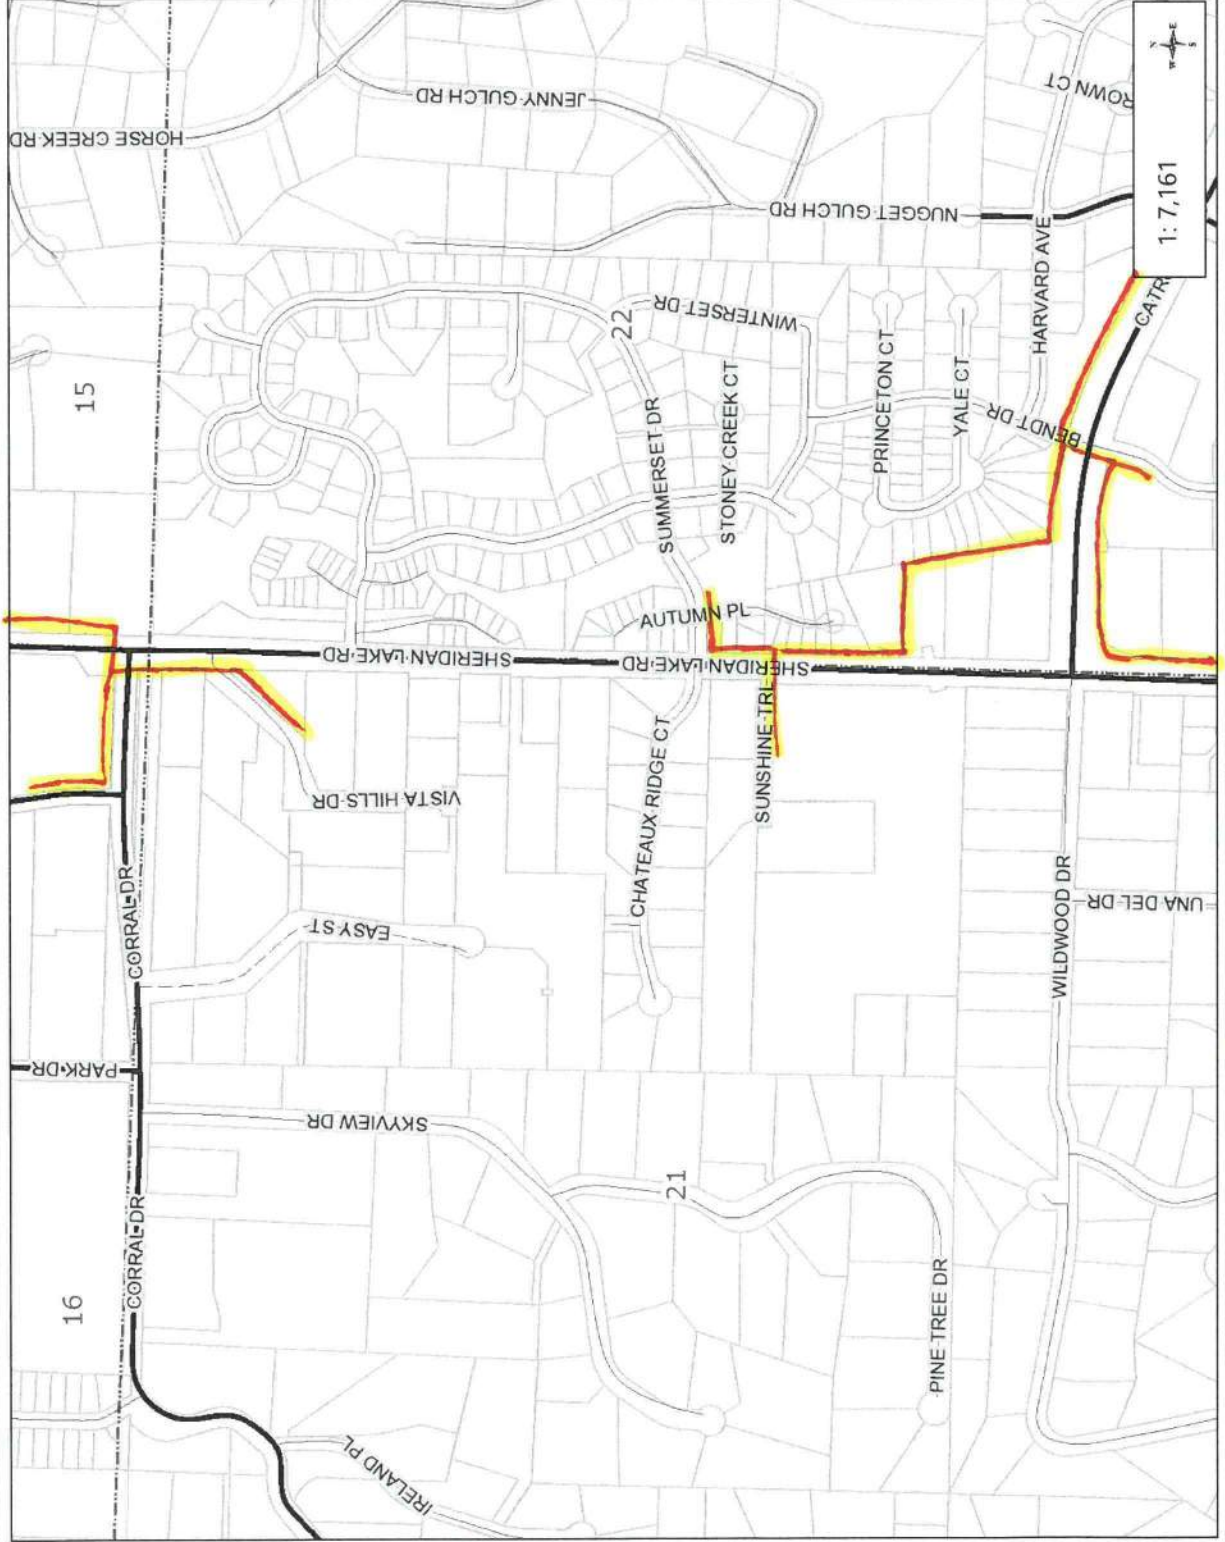 HORSE CREEK RD
JENNY GULCH RD
N
W E
S
ROWN CT
1: 7,161
NUGGET GULCH RD
HARVARD AVE
CATR
15
22
WINTERSET DR
PRINCETON CT
YALE CT
BENDT DR
SUMMERSET DR
STONEY CREEK CT
AUTUMN PL
SHERIDAN LAKE RD
SHERIDAN LAKE RD
SHERIDAN LAKE RD
SUNSHINE TRL
CHATEAUX RIDGE CT
VISTA HILLS DR
CORRAL DR
EASY ST
WILDWOOD DR
UNA DEL DR
PARK DR
SKYVIEW DR
21
CORRAL DR
16
PINE TREE DR
IRELAND PL